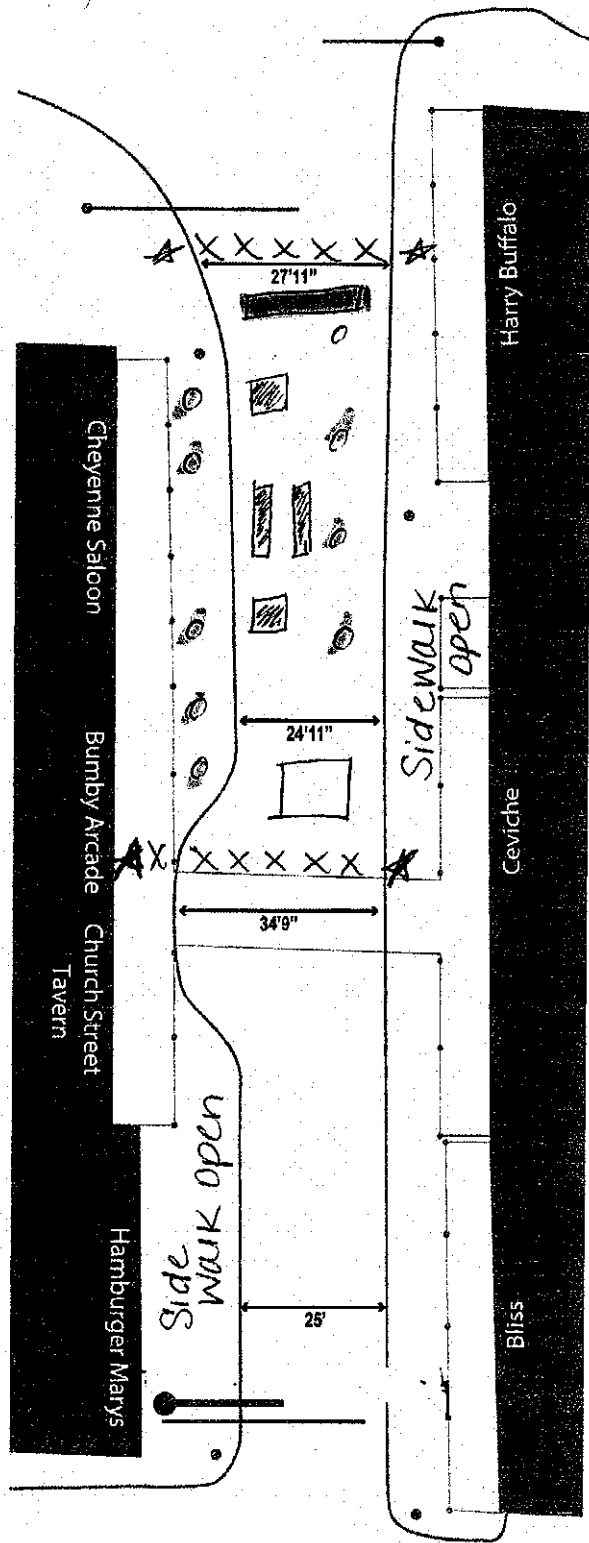 27'11"
Harry Buffalo
Cheyenne Saloon
Sidewalk
open
24'11"
Bumby Arcade
Ceviche
34'9"
Church Street
Tavern
Side
Walk open
Hamburger Marys
25'
Bliss